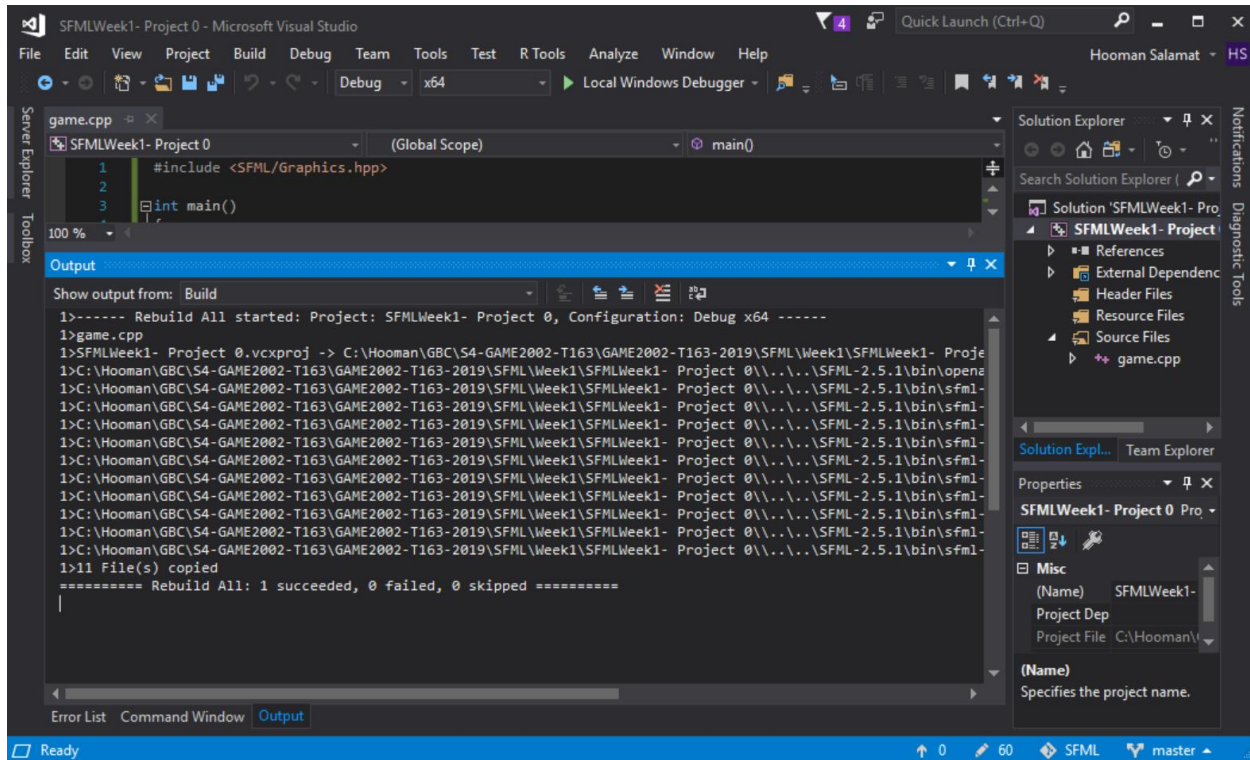 SFMLWeek1- Project 0 - Microsoft Visual Studio
4
Quick Launch (Ctrl+Q)
File Edit View Project Build Debug Team Tools Test R Tools Analyze Window Help
Hooman Salamat HS
Debug x64 Local Windows Debugger
Server Explorer
Toolbox
game.cpp
SFMLWeek1- Project 0 (Global Scope) main()
1 #include <SFML/Graphics.hpp>
2
3 int main()
100 %
Output
Show output from: Build
1>------ Rebuild All started: Project: SFMLWeek1- Project 0, Configuration: Debug x64 ------
1>game.cpp
1>SFMLWeek1- Project 0.vcxproj -> C:\Hooman\GBC\S4-GAME2002-T163\GAME2002-T163-2019\SFML\Week1\SFMLWeek1- Proje
1>C:\Hooman\GBC\S4-GAME2002-T163\GAME2002-T163-2019\SFML\Week1\SFMLWeek1- Project 0\\..\..\SFML-2.5.1\bin\opena
1>C:\Hooman\GBC\S4-GAME2002-T163\GAME2002-T163-2019\SFML\Week1\SFMLWeek1- Project 0\\..\..\SFML-2.5.1\bin\sfml-
1>C:\Hooman\GBC\S4-GAME2002-T163\GAME2002-T163-2019\SFML\Week1\SFMLWeek1- Project 0\\..\..\SFML-2.5.1\bin\sfml-
1>C:\Hooman\GBC\S4-GAME2002-T163\GAME2002-T163-2019\SFML\Week1\SFMLWeek1- Project 0\\..\..\SFML-2.5.1\bin\sfml-
1>C:\Hooman\GBC\S4-GAME2002-T163\GAME2002-T163-2019\SFML\Week1\SFMLWeek1- Project 0\\..\..\SFML-2.5.1\bin\sfml-
1>C:\Hooman\GBC\S4-GAME2002-T163\GAME2002-T163-2019\SFML\Week1\SFMLWeek1- Project 0\\..\..\SFML-2.5.1\bin\sfml-
1>C:\Hooman\GBC\S4-GAME2002-T163\GAME2002-T163-2019\SFML\Week1\SFMLWeek1- Project 0\\..\..\SFML-2.5.1\bin\sfml-
1>C:\Hooman\GBC\S4-GAME2002-T163\GAME2002-T163-2019\SFML\Week1\SFMLWeek1- Project 0\\..\..\SFML-2.5.1\bin\sfml-
1>C:\Hooman\GBC\S4-GAME2002-T163\GAME2002-T163-2019\SFML\Week1\SFMLWeek1- Project 0\\..\..\SFML-2.5.1\bin\sfml-
1>C:\Hooman\GBC\S4-GAME2002-T163\GAME2002-T163-2019\SFML\Week1\SFMLWeek1- Project 0\\..\..\SFML-2.5.1\bin\sfml-
1>C:\Hooman\GBC\S4-GAME2002-T163\GAME2002-T163-2019\SFML\Week1\SFMLWeek1- Project 0\\..\..\SFML-2.5.1\bin\sfml-
1>11 File(s) copied
========== Rebuild All: 1 succeeded, 0 failed, 0 skipped ==========
Error List Command Window Output
Solution Explorer
Search Solution Explorer (
Solution 'SFMLWeek1- Pro
SFMLWeek1- Project
References
External Dependenc
Header Files
Resource Files
Source Files
game.cpp
Solution Expl... Team Explorer
Properties
SFMLWeek1- Project 0 Pro
Misc
(Name) SFMLWeek1-
Project Dep
Project File C:\Hooman\
(Name)
Specifies the project name.
Notifications
Diagnostic Tools
Ready
0 60 SFML master